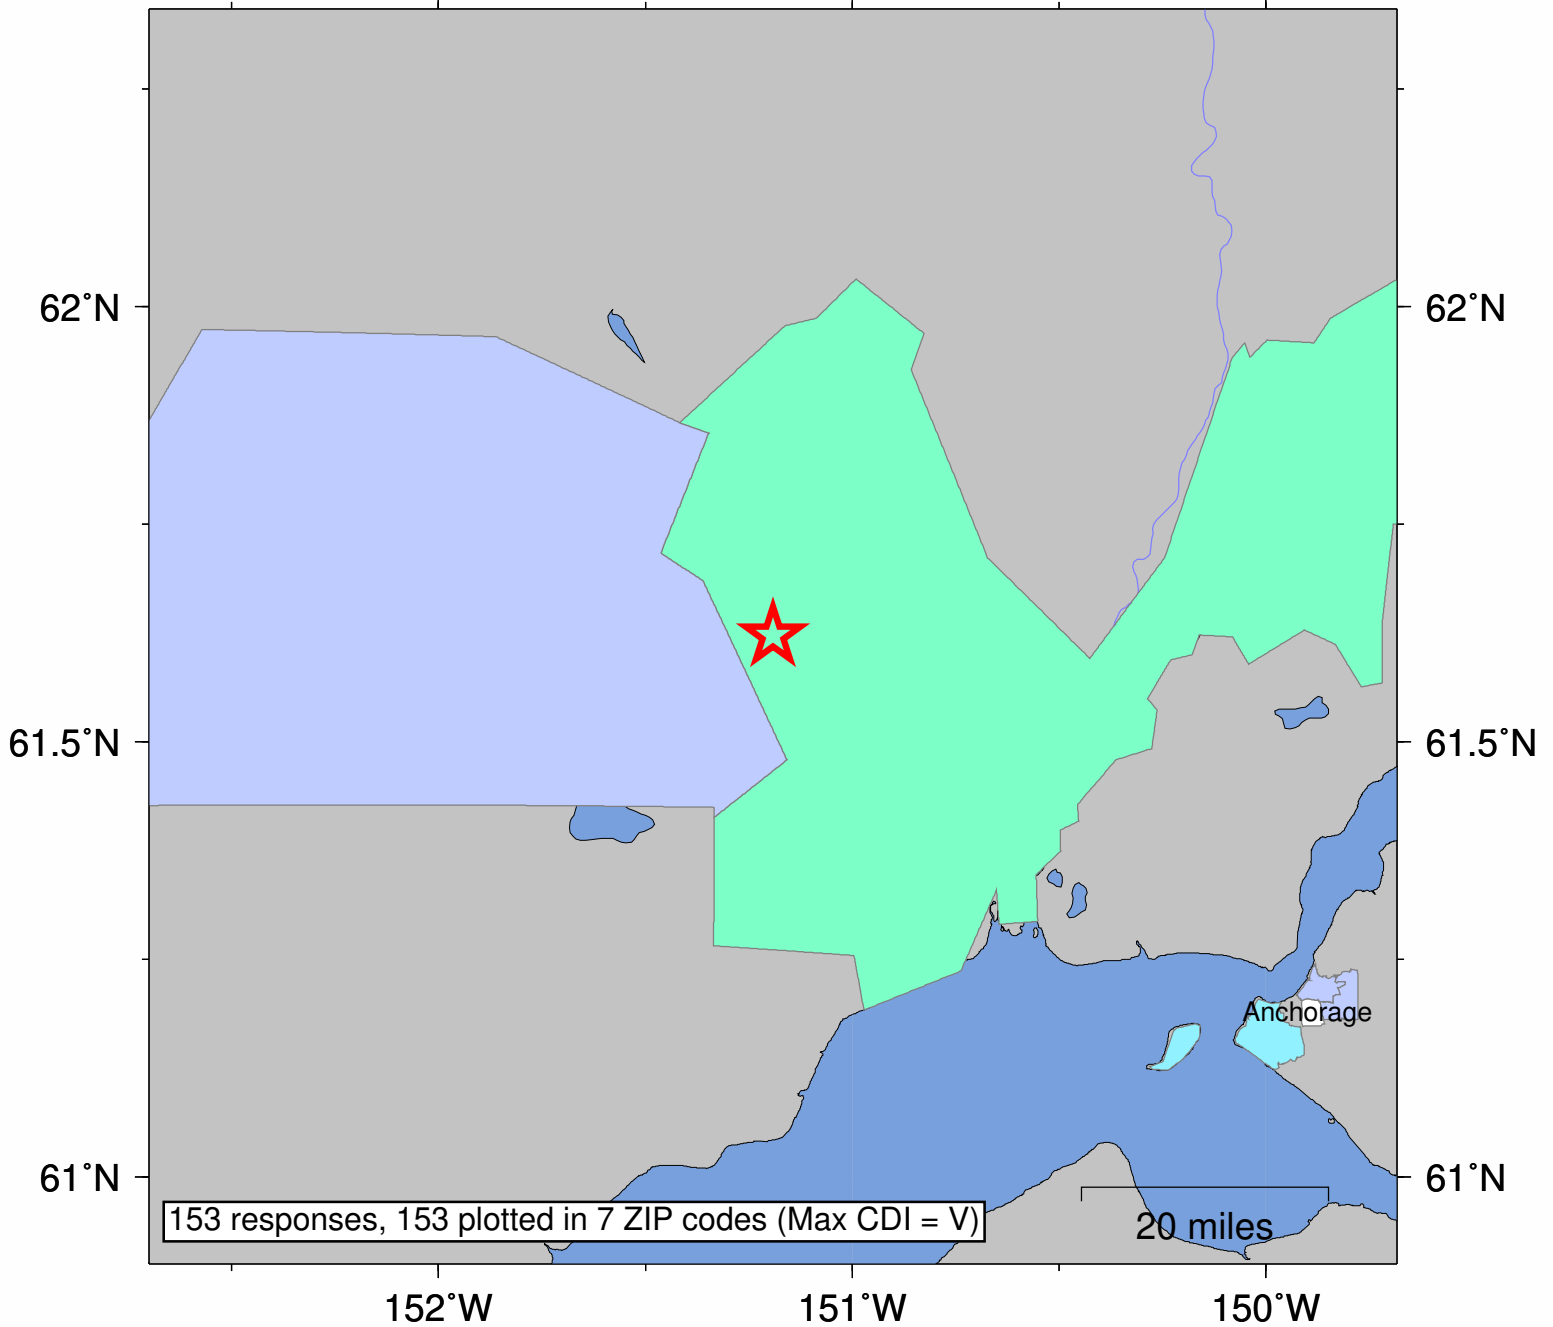 62°N
62°N
61.5°N
61.5°N
Anchorage
61°N
61°N
153 responses, 153 plotted in 7 ZIP codes (Max CDI = V)
20 miles
152°W
151°W
150°W